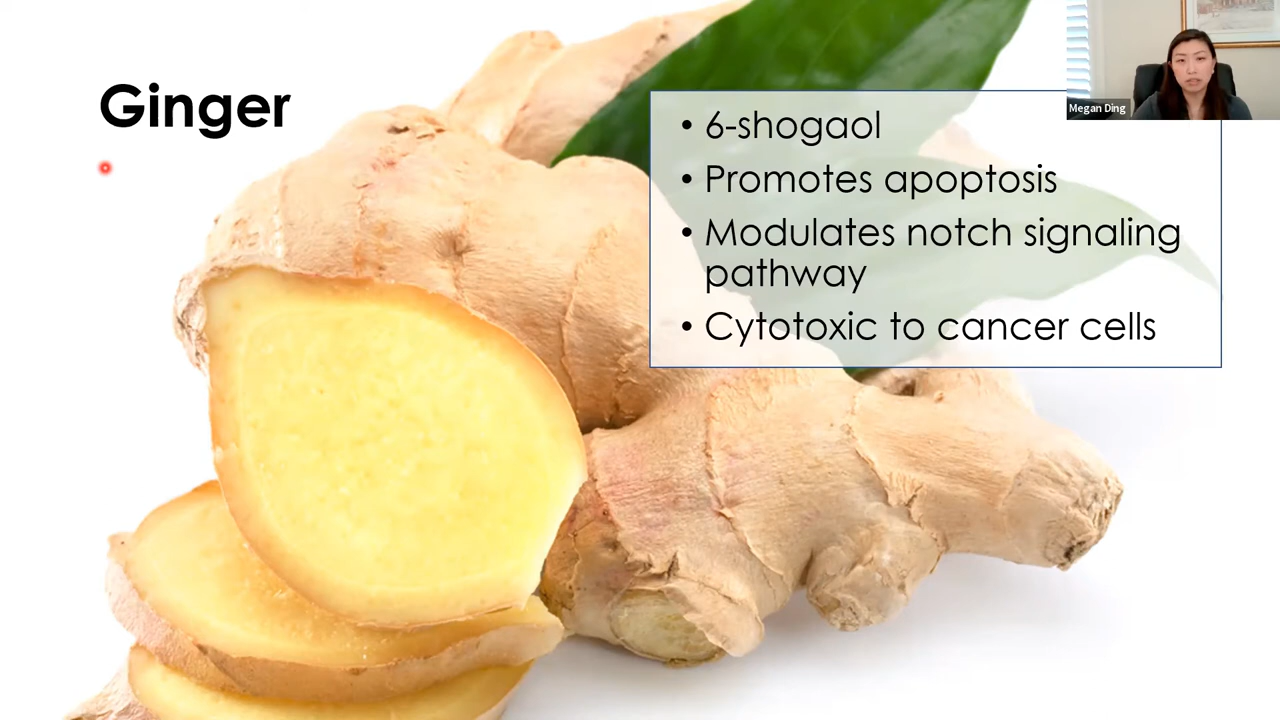 Ginger
Megan Ding
• 6-shogaol
• Promotes apoptosis
• Modulates notch signaling
pathway
• Cytotoxic to cancer cells